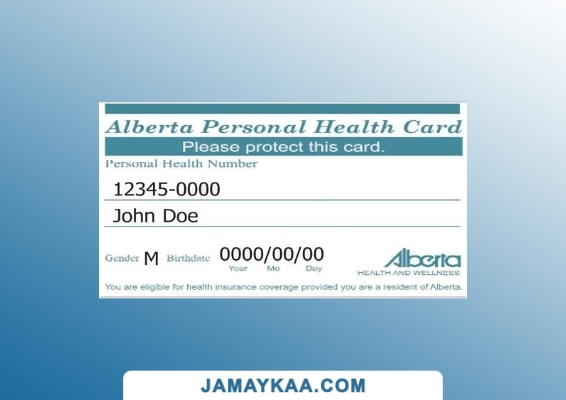 Alberta Personal Health Card
Please protect this card.
Personal Health Number
12345-0000
John Doe
Gender M Birthdate 0000/00/00
Year Mo Day
Alberta
HEALTH AND WELLNESS
You are eligible for health insurance coverage provided you are a resident of Alberta.
JAMAYKAA.COM